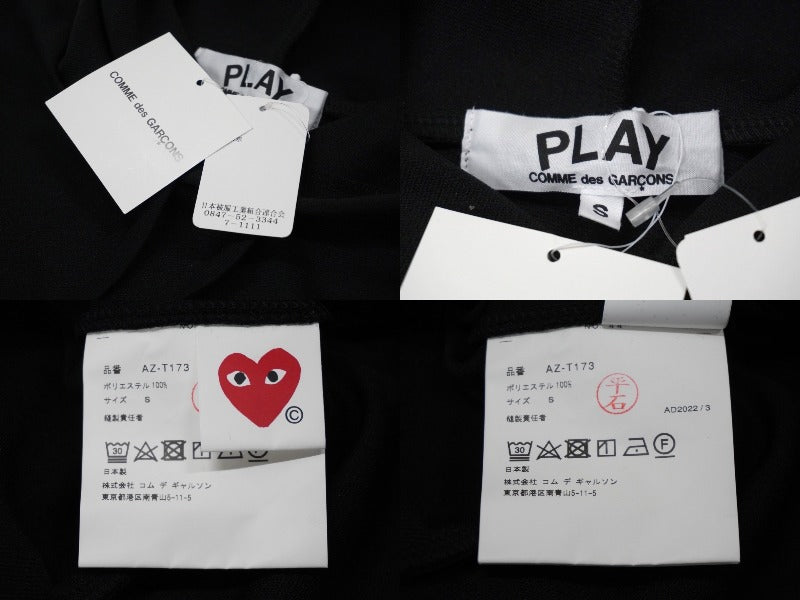 COMME des GARÇONS
PLAY
日本被服工業組合連合会
0847-52-3344
7-1111
PLAY
COMME des GARÇONS
S
品番 AZ-T173
ポリエステル 100%
サイズ S
縫製責任者
30
日本製
株式会社 コム デ ギャルソン
東京都港区南青山5-11-5
©
NO. 44
品番 AZ-T173
ポリエステル 100%
サイズ S
縫製責任者
平石
AD2022 / 3
30
F
日本製
株式会社 コム デ ギャルソン
東京都港区南青山5-11-5